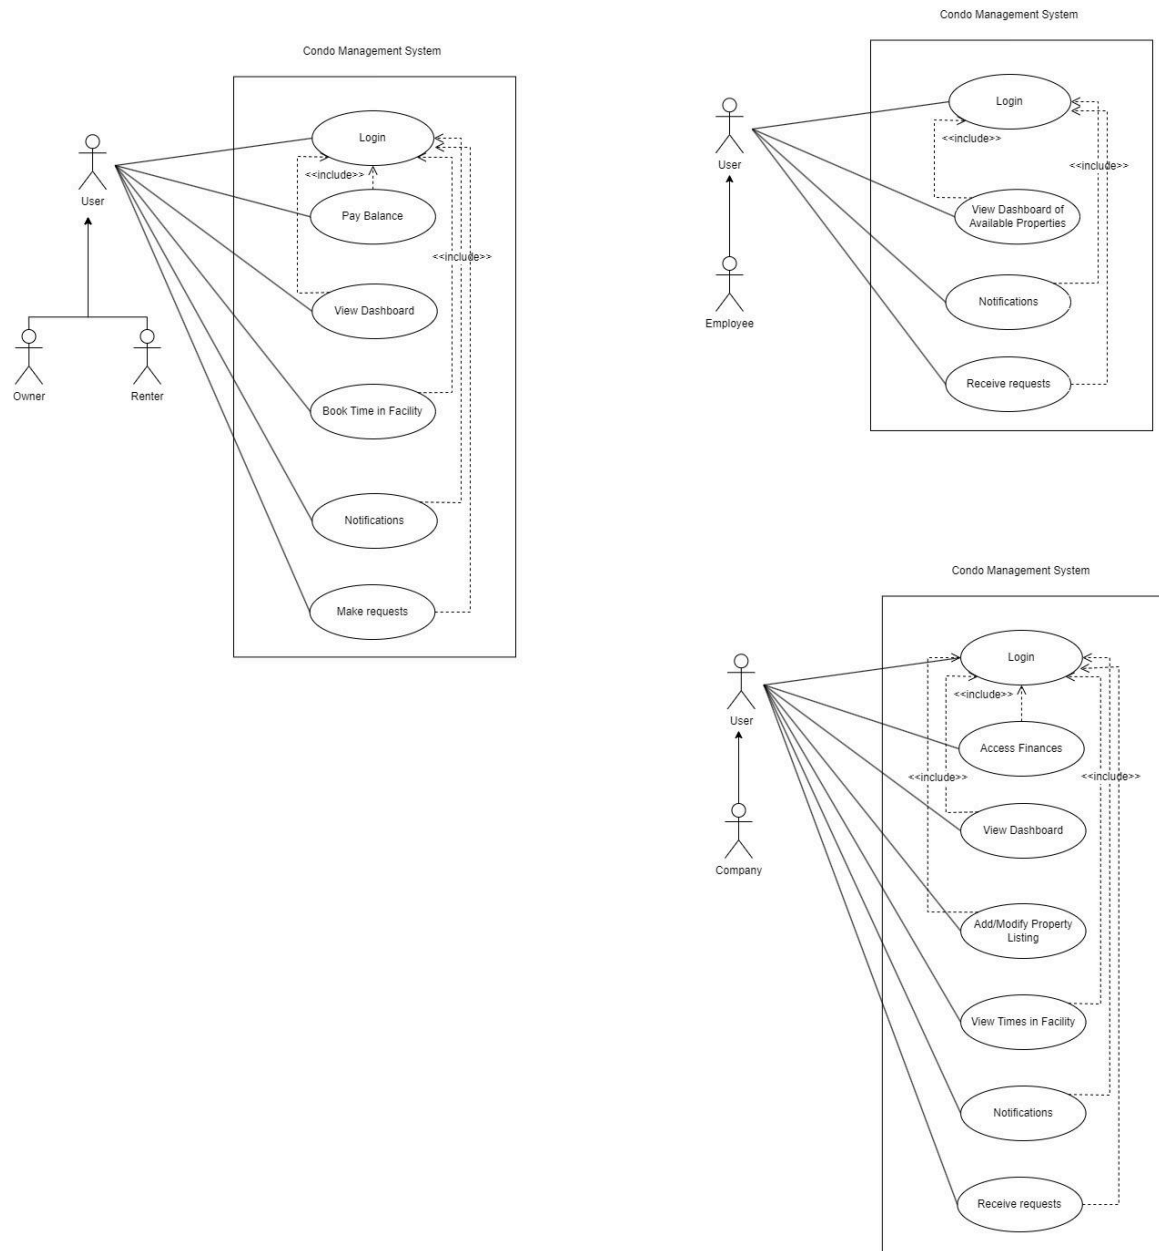 Condo Management System
Login
<<include>>
User
Pay Balance
<<include>>
View Dashboard
Owner
Renter
Book Time in Facility
Notifications
Make requests
Condo Management System
Login
<<include>>
User
<<include>>
View Dashboard of
Available Properties
Notifications
Employee
Receive requests
Condo Management System
Login
<<include>>
User
Access Finances
<<include>>
<<include>>
View Dashboard
Company
Add/Modify Property
Listing
View Times in Facility
Notifications
Receive requests